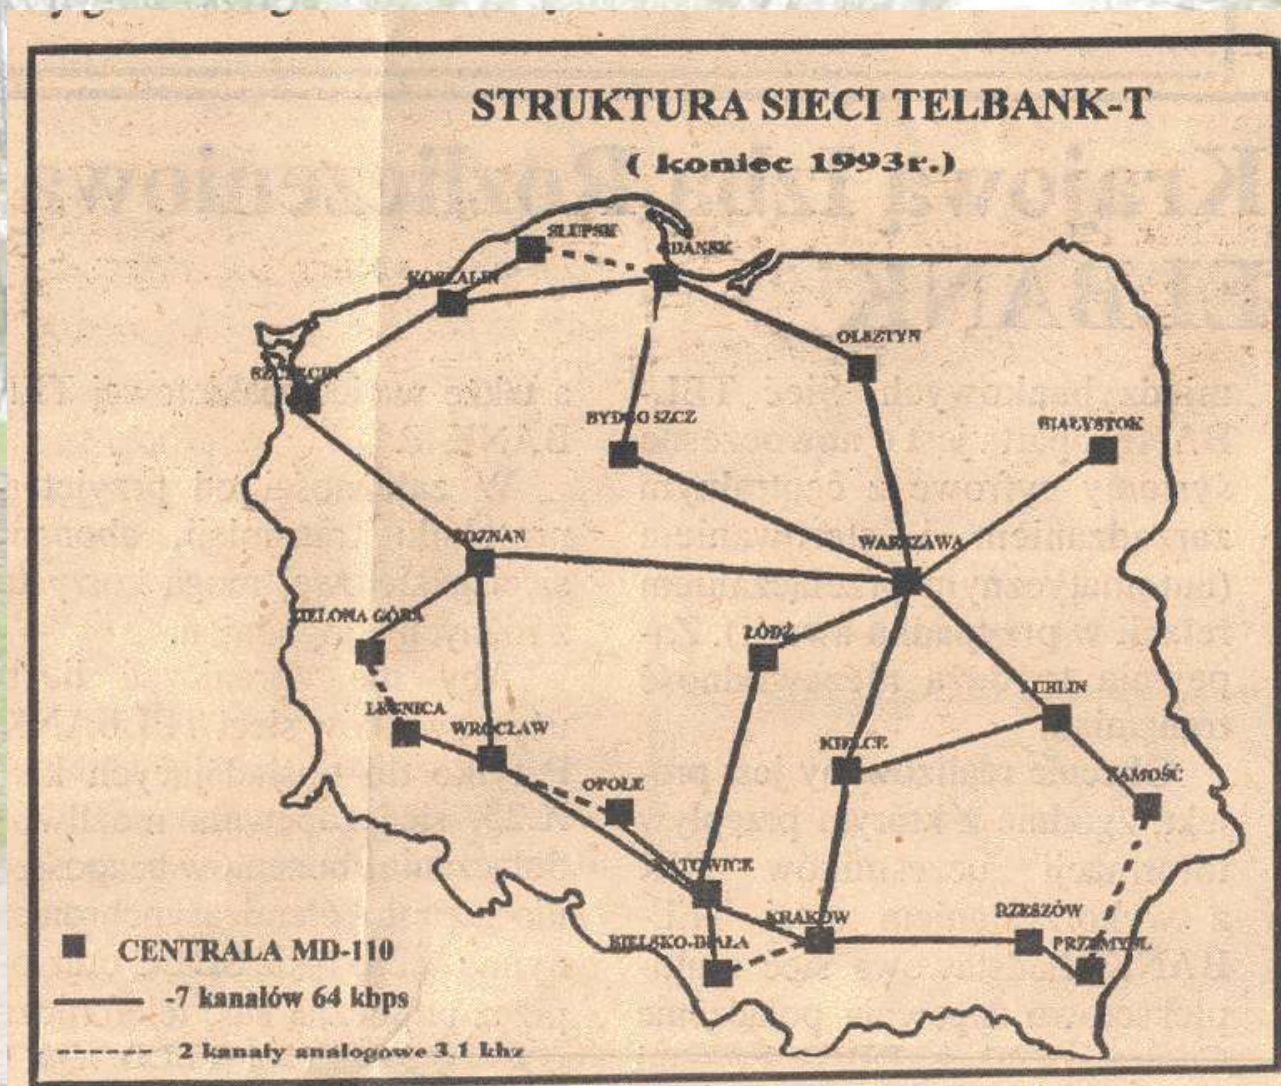 STRUKTURA SIECI TELBANK-T
( koniec 1993r.)
SŁUPSK
GDAŃSK
KOSZALIN
OLSZTYN
SZCZECIN
BYDGOSZCZ
BIAŁYSTOK
POZNAŃ
WARSZAWA
ZIELONA GÓRA
ŁÓDŹ
LUBLIN
LEGNICA
WROCŁAW
KIELCE
ZAMOŚĆ
OPOLE
KATOWICE
KRAKÓW
RZESZÓW
BIELSKO-BIAŁA
PRZEMYŚL
CENTRALA MD-110
-7 kanałów 64 kbps
2 kanały analogowe 3.1 khz